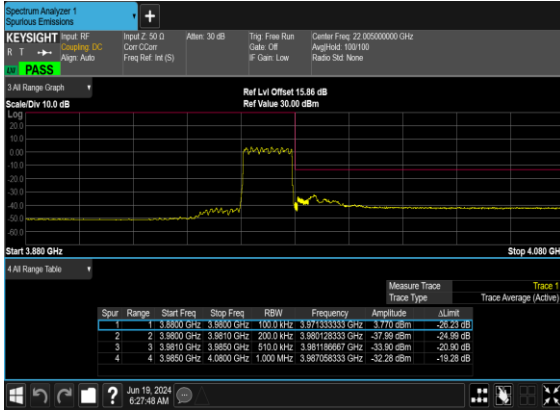 Spectrum Analyzer 1
Spurious Emissions
KEYSIGHT Input: RF Input Z: 50 Ω Atten: 30 dB Trig: Free Run Center Freq: 22.005000000 GHz
R T Coupling: DC Corr CCorr Gate: Off Avg|Hold: 100/100
Align: Auto Freq Ref: Int (S) IF Gain: Low Radio Std: None
PASS
3 All Range Graph Ref Lvl Offset 15.86 dB
Scale/Div 10.0 dB Ref Value 30.00 dBm
Log
20.0
10.0
0.00
-10.0
-20.0
-30.0
-40.0
-50.0
-60.0
Start 3.880 GHz Stop 4.080 GH
4 All Range Table
Measure Trace Trace 1
Trace Type Trace Average (Active)
Spur Range Start Freq Stop Freq RBW Frequency Amplitude ΔLimit
1 1 3.8800 GHz 3.9800 GHz 100.0 kHz 3.971333333 GHz 3.770 dBm -26.23 dB
2 2 3.9800 GHz 3.9810 GHz 200.0 kHz 3.980128333 GHz -37.99 dBm -24.99 dB
3 3 3.9810 GHz 3.9850 GHz 510.0 kHz 3.981186667 GHz -33.90 dBm -20.90 dB
4 4 3.9850 GHz 4.0800 GHz 1.000 MHz 3.987058333 GHz -32.28 dBm -19.28 dB
Jun 19, 2024
6:27:48 AM